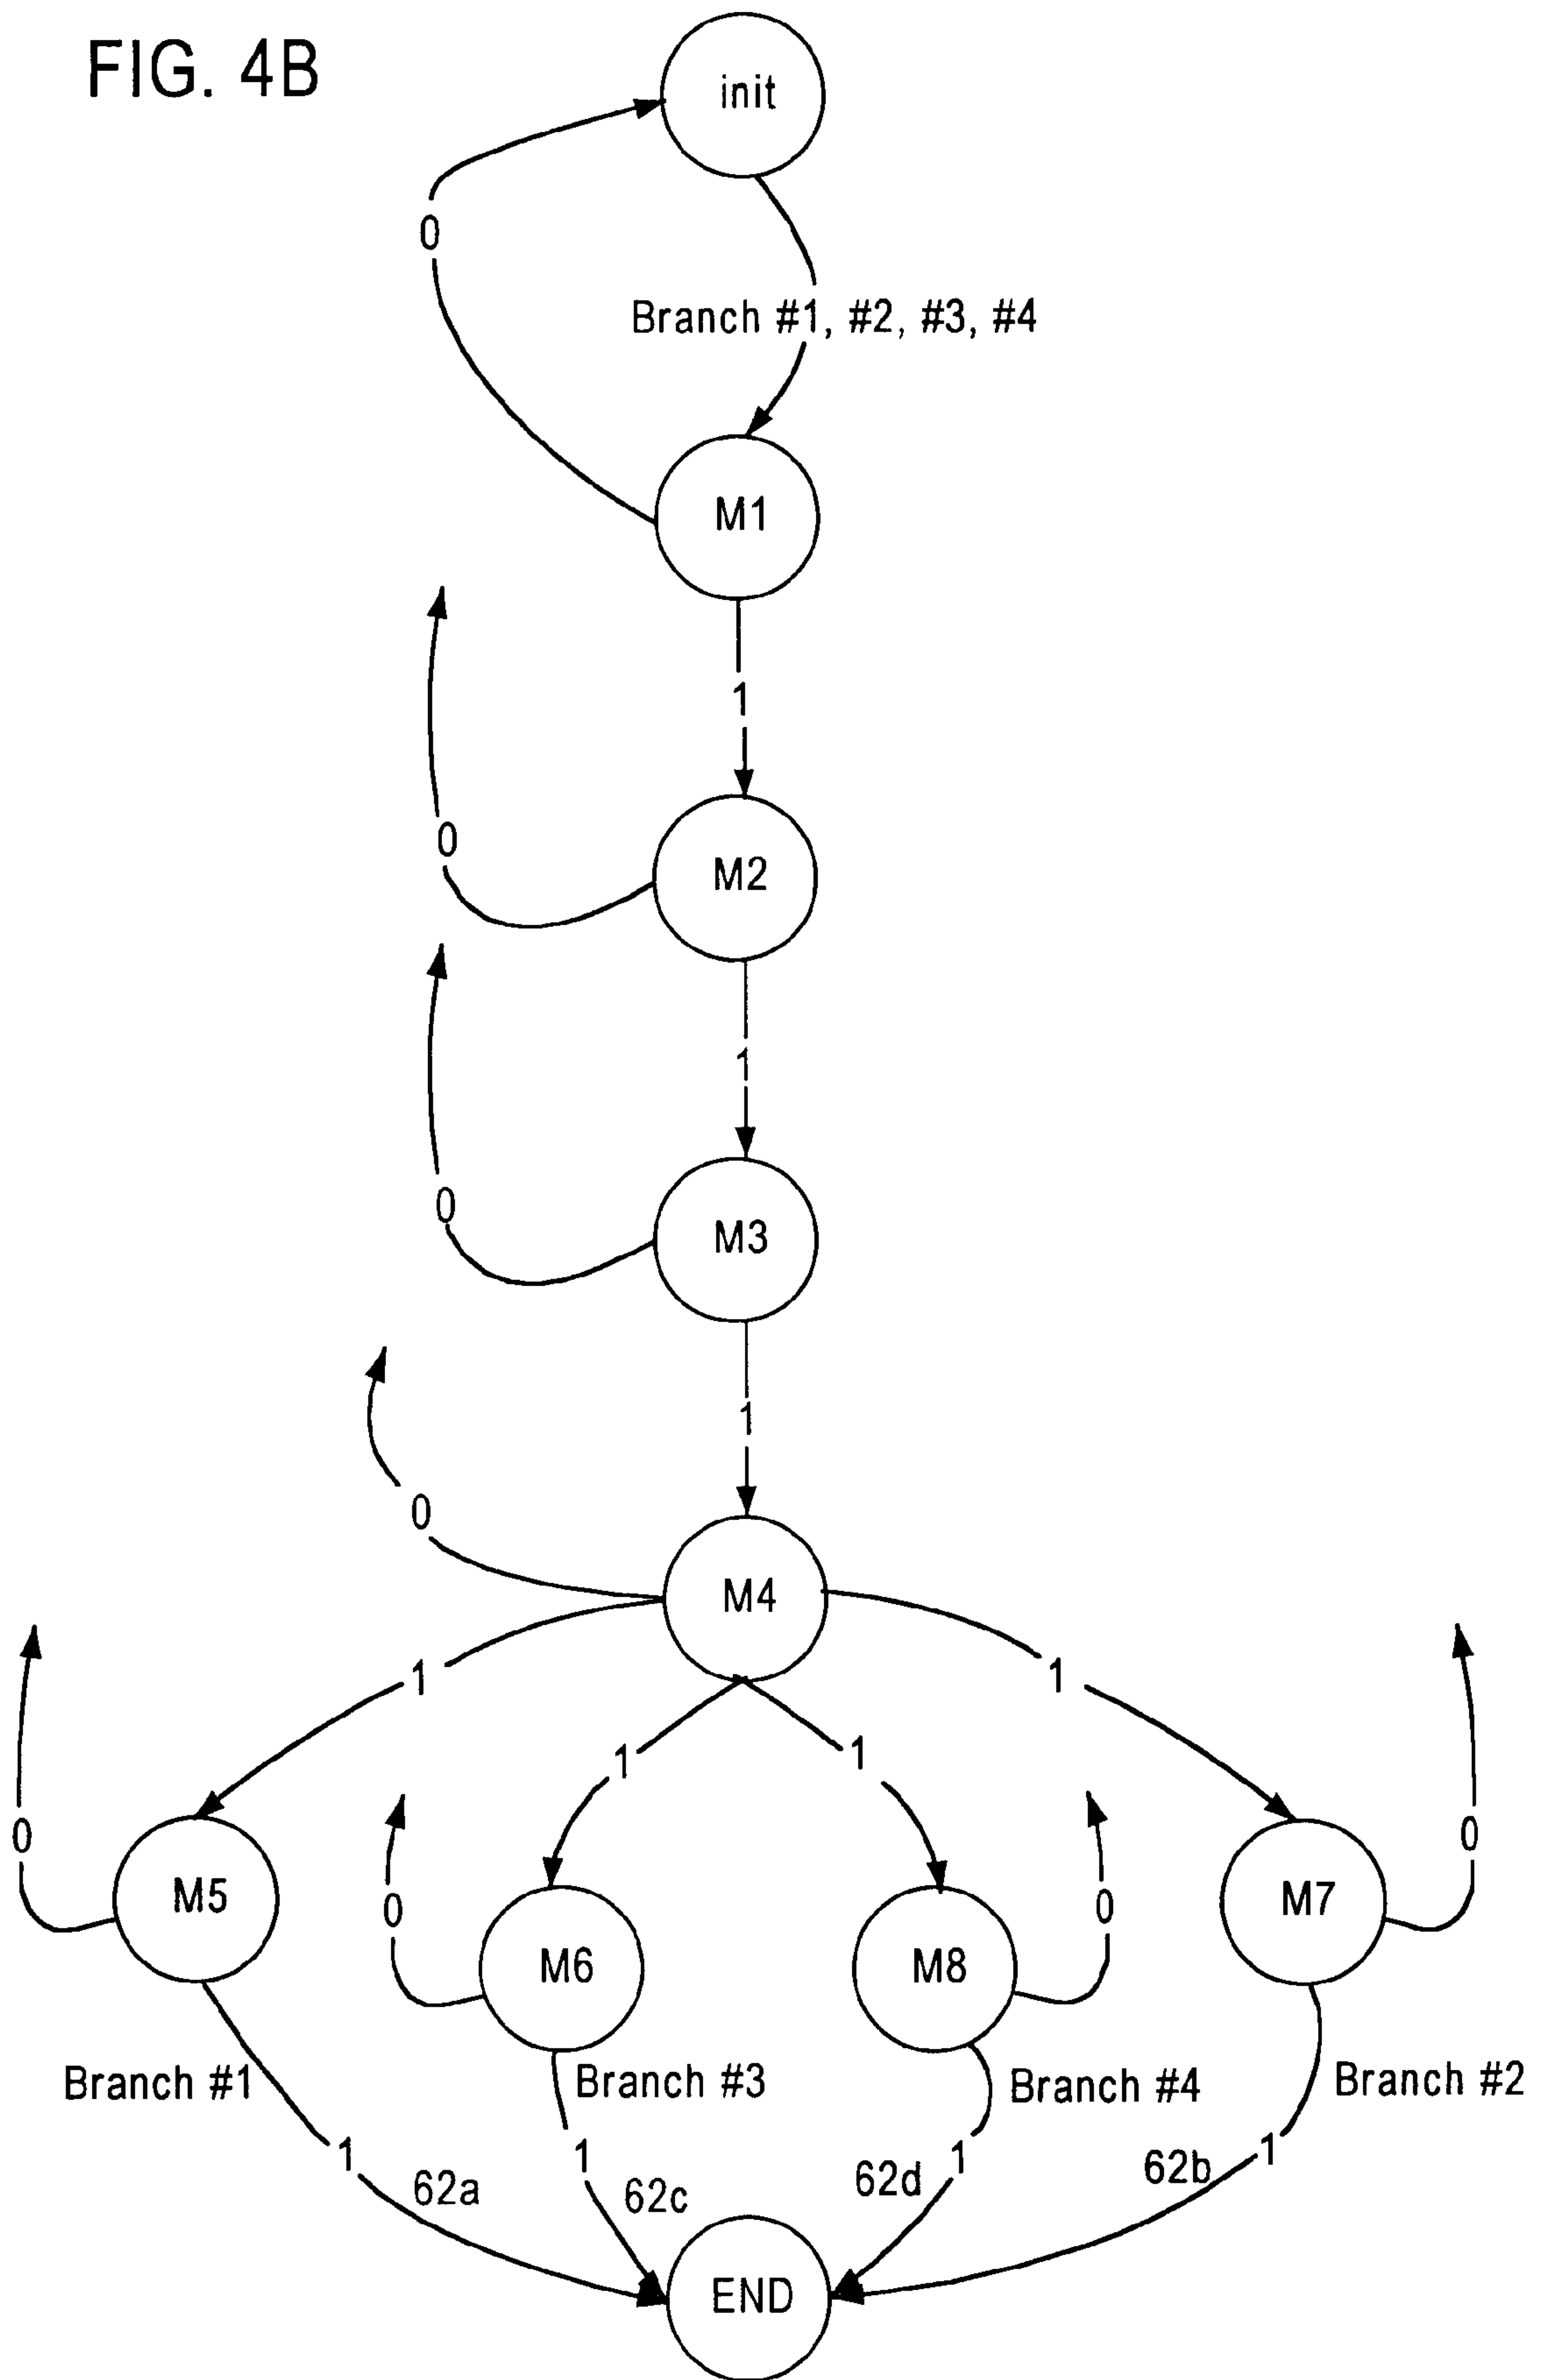 FIG. 4B
init
0
Branch #1, #2, #3, #4
M1
1
0
M2
1
0
M3
1
0
M4
1
1
1
1
0
0
0
0
M5
M6
M8
M7
Branch #1
Branch #3
Branch #4
Branch #2
1
1
1
1
62a
62c
62d
62b
END